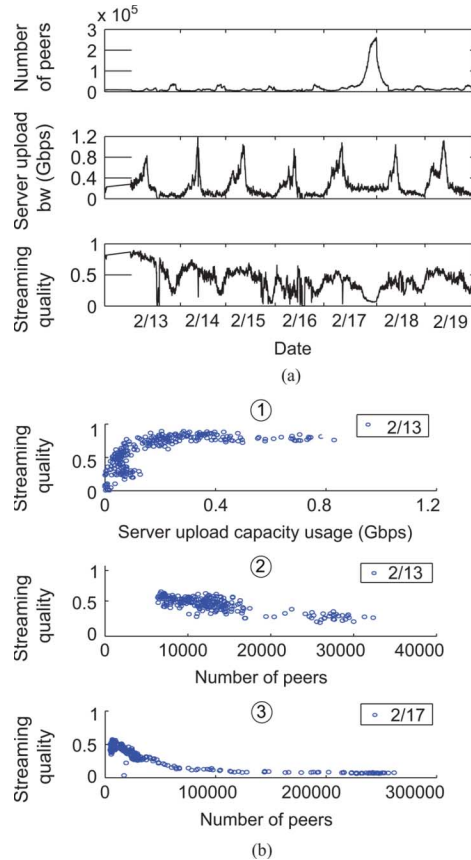 × 10⁵
Number
of peers
3
2
1
0
Server upload
bw (Gbps)
1.2
0.8
0.4
0
Streaming
quality
1
0.5
0
2/13 2/14 2/15 2/16 2/17 2/18 2/19
Date
(a)
1
Streaming
quality
1
0.5
0
2/13
0 0.4 0.8 1.2
Server upload capacity usage (Gbps)
2
Streaming
quality
1
0.5
0
2/13
0 10000 20000 30000 40000
Number of peers
3
Streaming
quality
1
0.5
0
2/17
0 100000 200000 300000
Number of peers
(b)